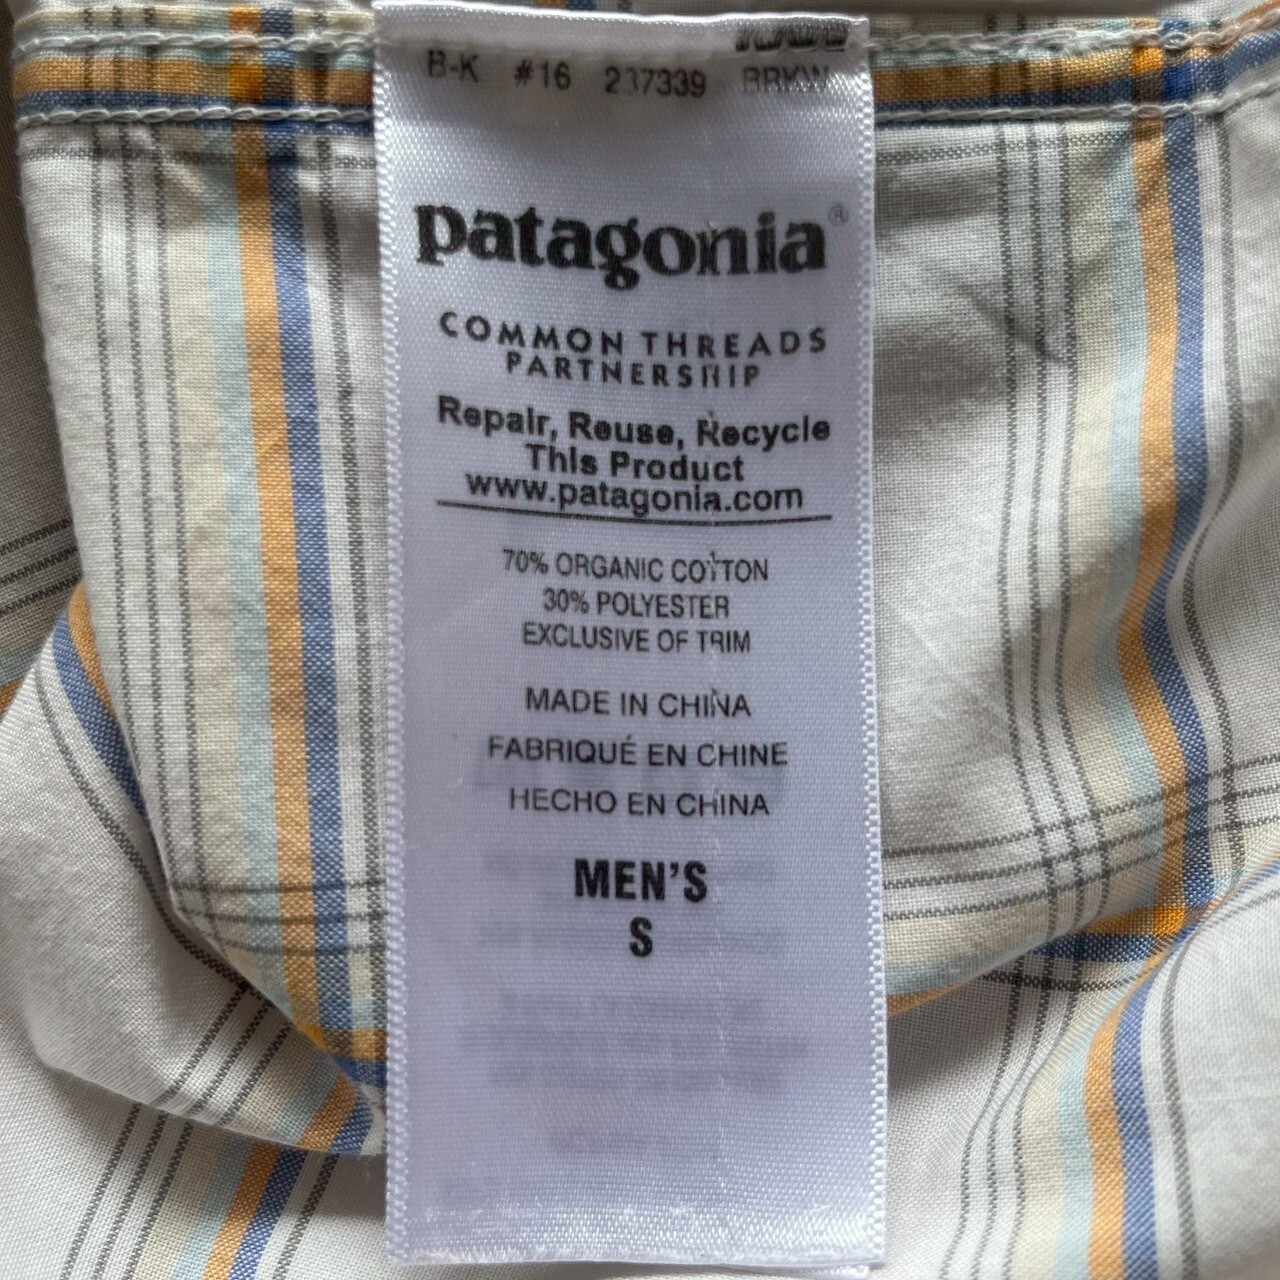 B-K #16 237339 BRKW
patagonia®
COMMON THREADS
PARTNERSHIP
Repair, Reuse, Recycle
This Product
www.patagonia.com
70% ORGANIC COTTON
30% POLYESTER
EXCLUSIVE OF TRIM
MADE IN CHINA
FABRIQUÉ EN CHINE
HECHO EN CHINA
MEN'S
S